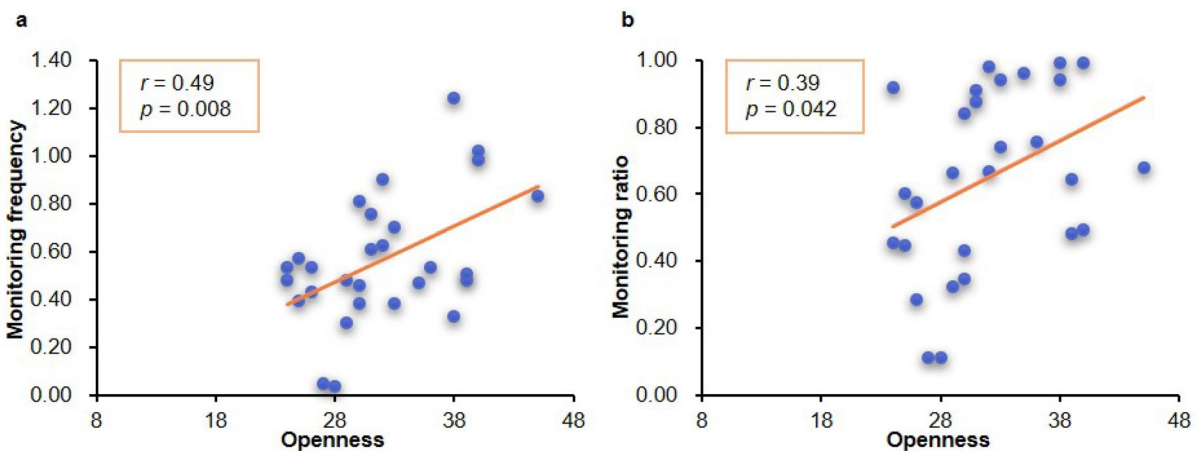 a
r = 0.49
p = 0.008
Monitoring frequency
1.40
1.20
1.00
0.80
0.60
0.40
0.20
0.00
8 18 28 38 48
Openness
b
r = 0.39
p = 0.042
Monitoring ratio
1.00
0.80
0.60
0.40
0.20
0.00
8 18 28 38 48
Openness